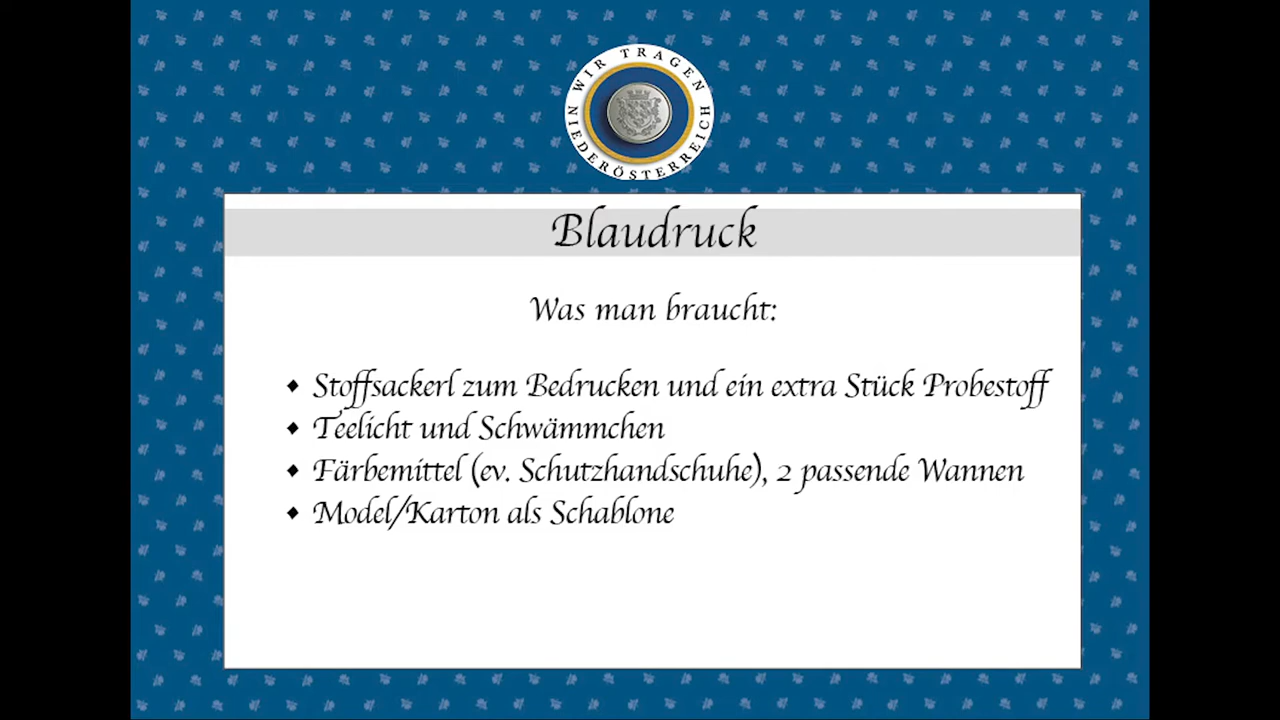 WIR TRAGEN
NIEDERÖSTERREICH
Blaudruck
Was man braucht:
◆ Stoffsackerl zum Bedrucken und ein extra Stück Probestoff
◆ Teelicht und Schwämmchen
◆ Färbemittel (ev. Schutzhandschuhe), 2 passende Wannen
◆ Model/Karton als Schablone